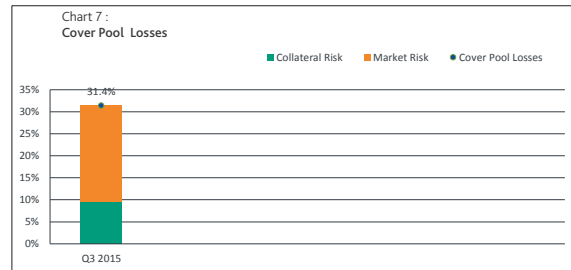 Chart 7 :
Cover Pool Losses
Collateral Risk Market Risk Cover Pool Losses
35%
31.4%
30%
25%
20%
15%
10%
5%
0%
Q3 2015